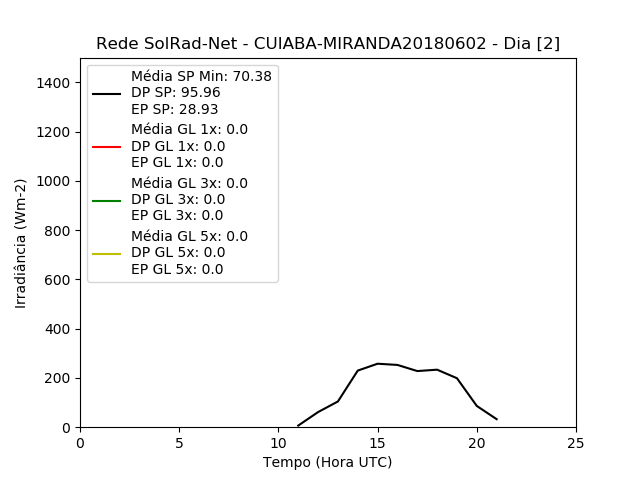 Rede SolRad-Net - CUIABA-MIRANDA20180602 - Dia [2]
Média SP Min: 70.38
DP SP: 95.96
EP SP: 28.93
Média GL 1x: 0.0
DP GL 1x: 0.0
EP GL 1x: 0.0
Média GL 3x: 0.0
DP GL 3x: 0.0
EP GL 3x: 0.0
Média GL 5x: 0.0
DP GL 5x: 0.0
EP GL 5x: 0.0
Irradiância (Wm-2)
1400
1200
1000
800
600
400
200
0
0 5 10 15 20 25
Tempo (Hora UTC)